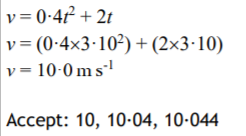 v = 0·4t² + 2t
v = (0·4×3·10²) + (2×3·10)
v = 10·0 m s⁻¹
Accept: 10, 10·04, 10·044